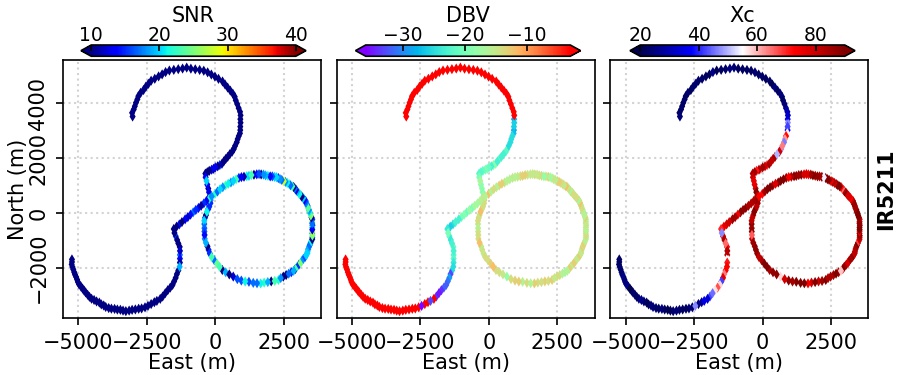 SNR DBV Xc
10 20 30 40 −30 −20 −10 20 40 60 80
4000
2000
0
−2000
North (m)
IR5211
−5000 −2500 0 2500 −5000 −2500 0 2500 −5000 −2500 0 2500
East (m) East (m) East (m)